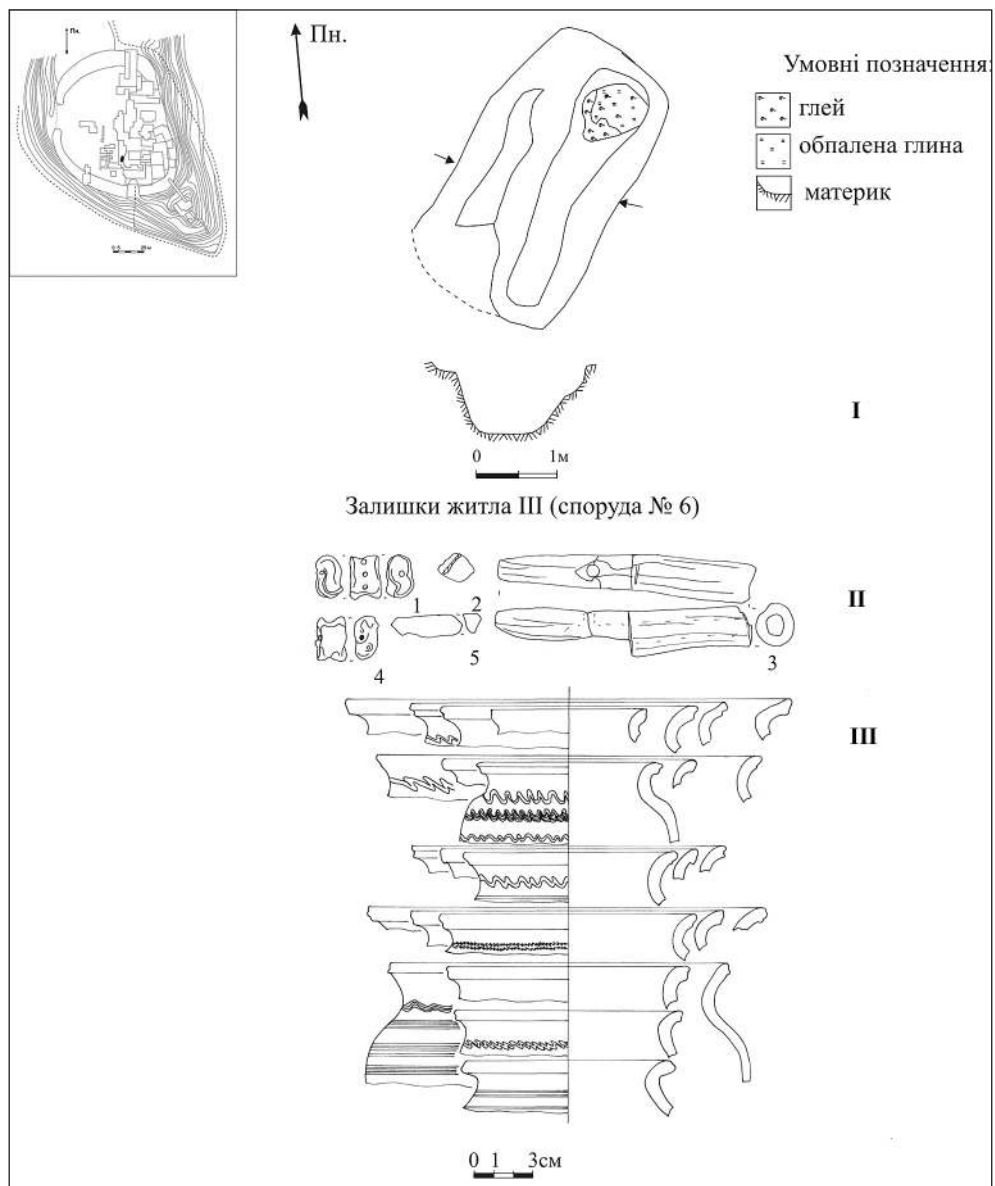 Пн.
Пн.
Умовні позначення:
глей
обпалена глина
материк
I
0 1м
Залишки житла III (споруда № 6)
II
1 2
3
4 5
III
0 1 3см